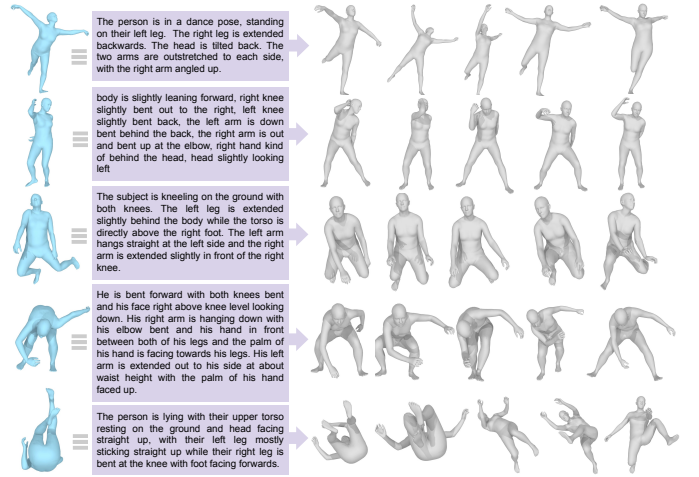 The person is in a dance pose, standing
on their left leg. The right leg is extended
backwards. The head is tilted back. The
two arms are outstretched to each side,
with the right arm angled up.
body is slightly leaning forward, right knee
slightly bent out to the right, left knee
slightly bent back, the left arm is down
bent behind the back, the right arm is out
and bent up at the elbow, right hand kind
of behind the head, head slightly looking
left
The subject is kneeling on the ground with
both knees. The left leg is extended
slightly behind the body while the torso is
directly above the right foot. The left arm
hangs straight at the left side and the right
arm is extended slightly in front of the right
knee.
He is bent forward with both knees bent
and his face right above knee level looking
down. His right arm is hanging down with
his elbow bent and his hand in front
between both of his legs and the palm of
his hand is facing towards his legs. His left
arm is extended out to his side at about
waist height with the palm of his hand
faced up.
The person is lying with their upper torso
resting on the ground and head facing
straight up, with their left leg mostly
sticking straight up while their right leg is
bent at the knee with foot facing forwards.